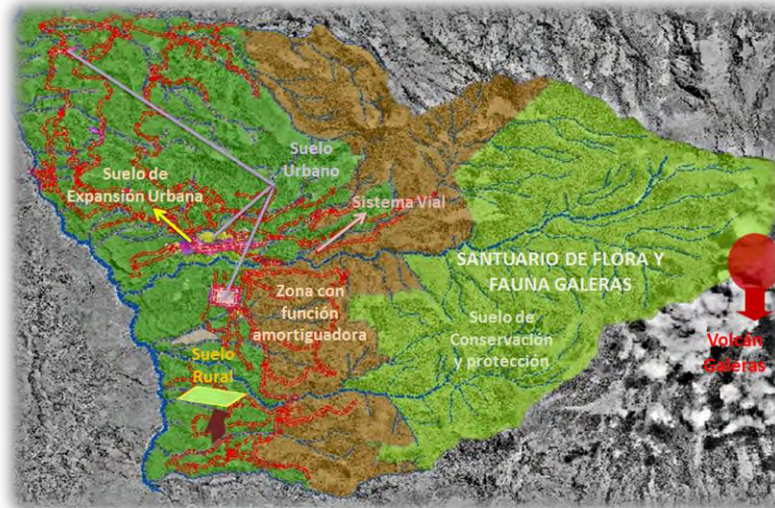 Suelo
Urbano
Suelo de
Expansión Urbana
Sistema Vial
SANTUARIO DE FLORA Y
FAUNA GALERAS
Zona con
función
amortiguadora
Suelo de
Conservación
y protección
Volcán
Galeras
Suelo
Rural